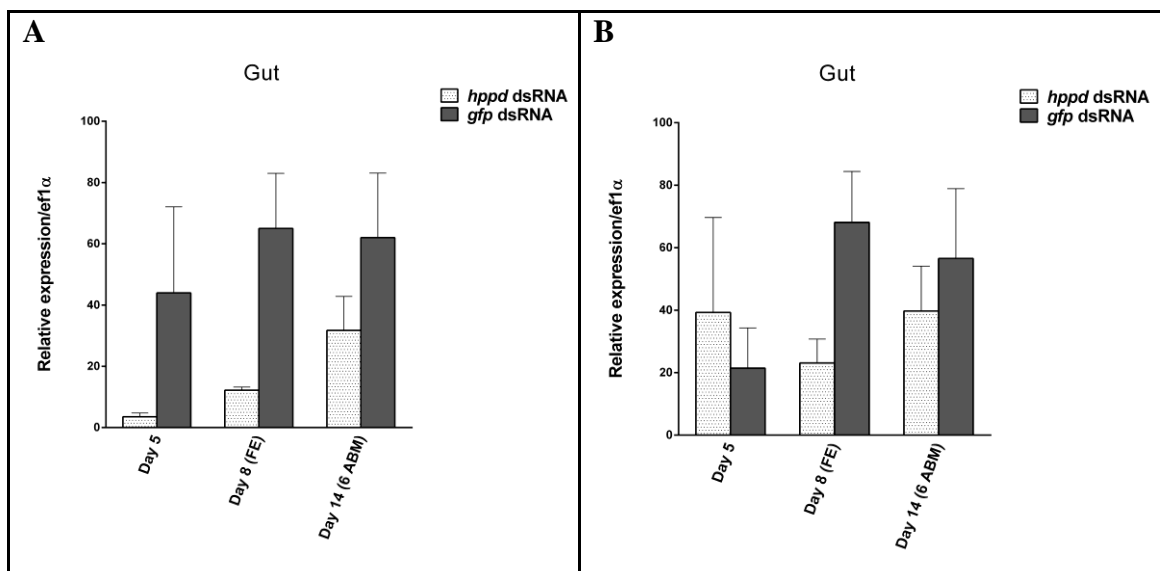 A
Gut
hppd dsRNA
gfp dsRNA
Relative expression/ef1α
100
80
60
40
20
0
Day 5
Day 8 (FE)
Day 14 (6 ABM)
B
Gut
hppd dsRNA
gfp dsRNA
Relative expression/ef1α
100
80
60
40
20
0
Day 5
Day 8 (FE)
Day 14 (6 ABM)